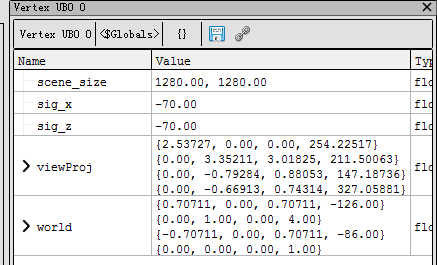 Vertex UBO 0
Vertex UBO 0 <$Globals> {}
Name Value Typ
scene_size 1280.00, 1280.00 flo
sig_x -70.00 flo
sig_z -70.00 flo
viewProj {2.53727, 0.00, 0.00, 254.22517} flo
{0.00, 3.35211, 3.01825, 211.50063}
{0.00, -0.79284, 0.88053, 147.18736}
{0.00, -0.66913, 0.74314, 327.05881}
world {0.70711, 0.00, 0.70711, -126.00} flo
{0.00, 1.00, 0.00, 4.00}
{-0.70711, 0.00, 0.70711, -86.00}
{0.00, 0.00, 0.00, 1.00}